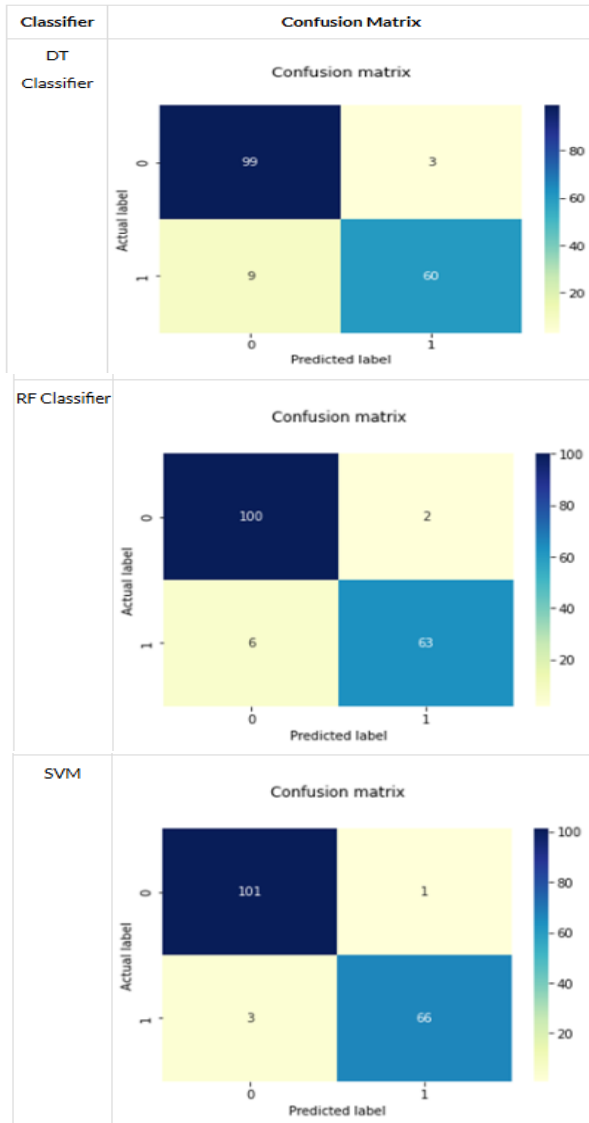 Classifier Confusion Matrix
DT
Classifier
Confusion matrix
Actual label
0
99 3
1
9 60
0 1
Predicted label
80
60
40
20
RF Classifier
Confusion matrix
Actual label
0
100 2
1
6 63
0 1
Predicted label
100
80
60
40
20
SVM
Confusion matrix
Actual label
0
101 1
1
3 66
0 1
Predicted label
100
80
60
40
20